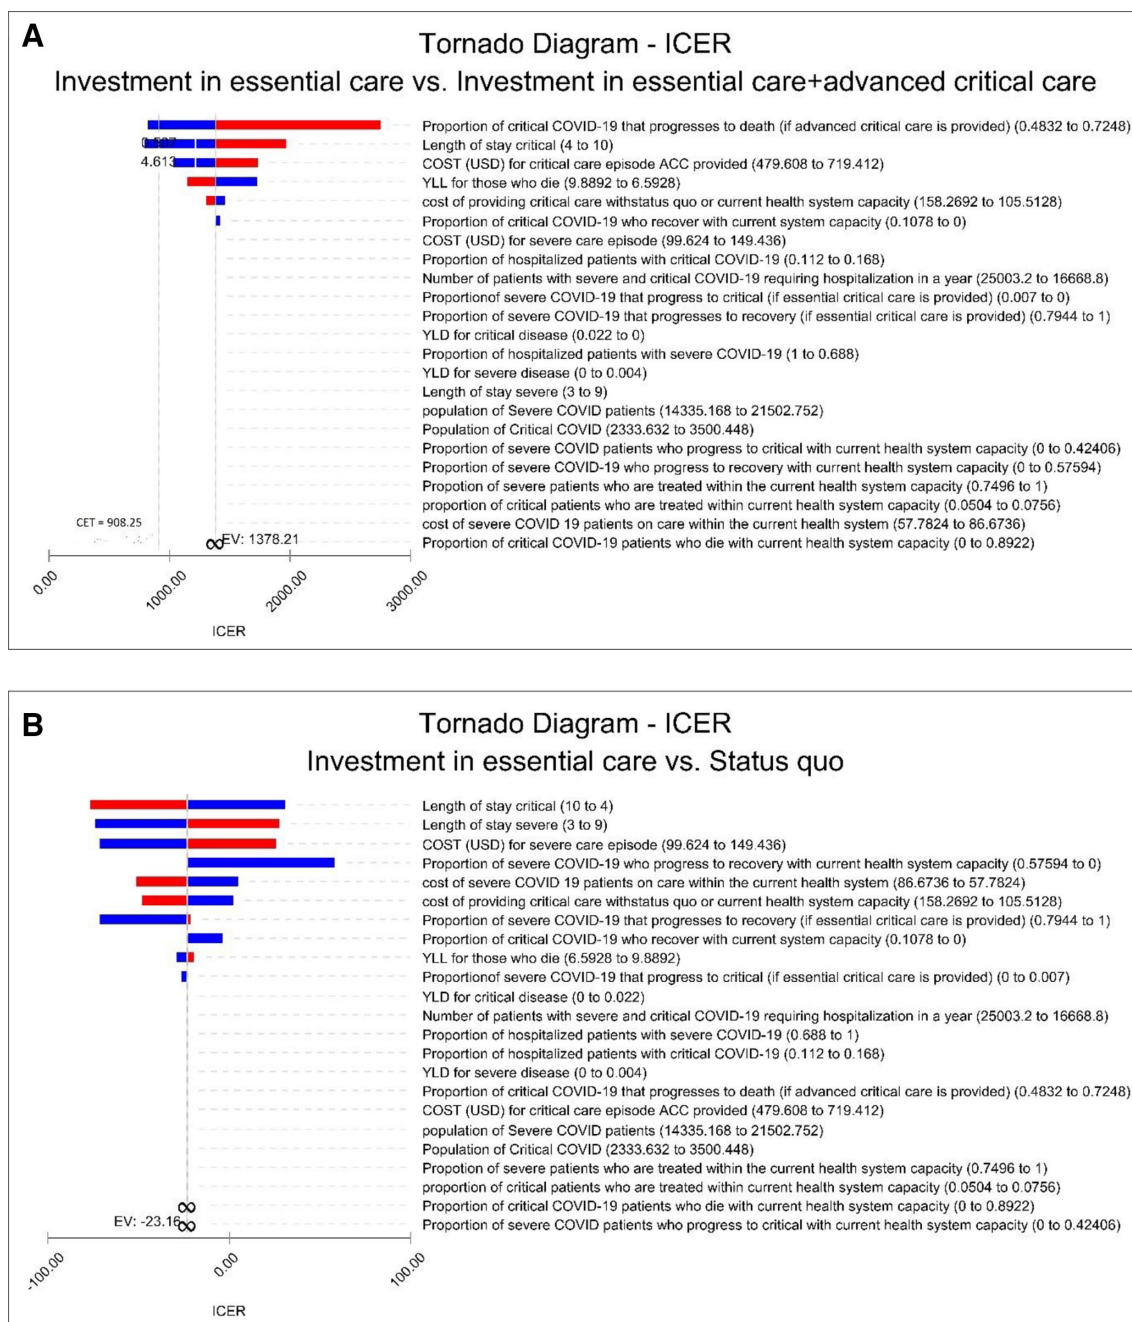 A
Tornado Diagram - ICER
Investment in essential care vs. Investment in essential care+advanced critical care
Proportion of critical COVID-19 that progresses to death (if advanced critical care is provided) (0.4832 to 0.7248)
Length of stay critical (4 to 10)
4.613
COST (USD) for critical care episode ACC provided (479.608 to 719.412)
YLL for those who die (9.8892 to 6.5928)
cost of providing critical care withstatus quo or current health system capacity (158.2692 to 105.5128)
Proportion of critical COVID-19 who recover with current system capacity (0.1078 to 0)
COST (USD) for severe care episode (99.624 to 149.436)
Proportion of hospitalized patients with critical COVID-19 (0.112 to 0.168)
Number of patients with severe and critical COVID-19 requiring hospitalization in a year (25003.2 to 16668.8)
Proportionof severe COVID-19 that progress to critical (if essential critical care is provided) (0.007 to 0)
Proportion of severe COVID-19 that progresses to recovery (if essential critical care is provided) (0.7944 to 1)
YLD for critical disease (0.022 to 0)
Proportion of hospitalized patients with severe COVID-19 (1 to 0.688)
YLD for severe disease (0 to 0.004)
Length of stay severe (3 to 9)
population of Severe COVID patients (14335.168 to 21502.752)
Population of Critical COVID (2333.632 to 3500.448)
Proportion of severe COVID patients who progress to critical with current health system capacity (0 to 0.42406)
Proportion of severe COVID-19 who progress to recovery with current health system capacity (0 to 0.57594)
Propotion of severe patients who are treated within the current health system capacity (0.7496 to 1)
proportion of critical patients who are treated within current health system capacity (0.0504 to 0.0756)
CET = 908.25
cost of severe COVID 19 patients on care within the current health system (57.7824 to 86.6736)
∞ EV: 1378.21
Proportion of critical COVID-19 patients who die with current health system capacity (0 to 0.8922)
0.00 1000.00 2000.00 3000.00
ICER
B
Tornado Diagram - ICER
Investment in essential care vs. Status quo
Length of stay critical (10 to 4)
Length of stay severe (3 to 9)
COST (USD) for severe care episode (99.624 to 149.436)
Proportion of severe COVID-19 who progress to recovery with current health system capacity (0.57594 to 0)
cost of severe COVID 19 patients on care within the current health system (86.6736 to 57.7824)
cost of providing critical care withstatus quo or current health system capacity (158.2692 to 105.5128)
Proportion of severe COVID-19 that progresses to recovery (if essential critical care is provided) (0.7944 to 1)
Proportion of critical COVID-19 who recover with current system capacity (0.1078 to 0)
YLL for those who die (6.5928 to 9.8892)
Proportionof severe COVID-19 that progress to critical (if essential critical care is provided) (0 to 0.007)
YLD for critical disease (0 to 0.022)
Number of patients with severe and critical COVID-19 requiring hospitalization in a year (25003.2 to 16668.8)
Proportion of hospitalized patients with severe COVID-19 (0.688 to 1)
Proportion of hospitalized patients with critical COVID-19 (0.112 to 0.168)
YLD for severe disease (0 to 0.004)
Proportion of critical COVID-19 that progresses to death (if advanced critical care is provided) (0.4832 to 0.7248)
COST (USD) for critical care episode ACC provided (479.608 to 719.412)
population of Severe COVID patients (14335.168 to 21502.752)
Population of Critical COVID (2333.632 to 3500.448)
Propotion of severe patients who are treated within the current health system capacity (0.7496 to 1)
proportion of critical patients who are treated within current health system capacity (0.0504 to 0.0756)
∞
Proportion of critical COVID-19 patients who die with current health system capacity (0 to 0.8922)
EV: -23.16 ∞
Proportion of severe COVID patients who progress to critical with current health system capacity (0 to 0.42406)
-100.00 0.00 100.00
ICER